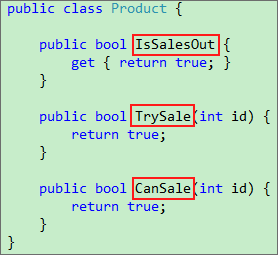 public class Product {
public bool IsSalesOut {
get { return true; }
}
public bool TrySale(int id) {
return true;
}
public bool CanSale(int id) {
return true;
}
}